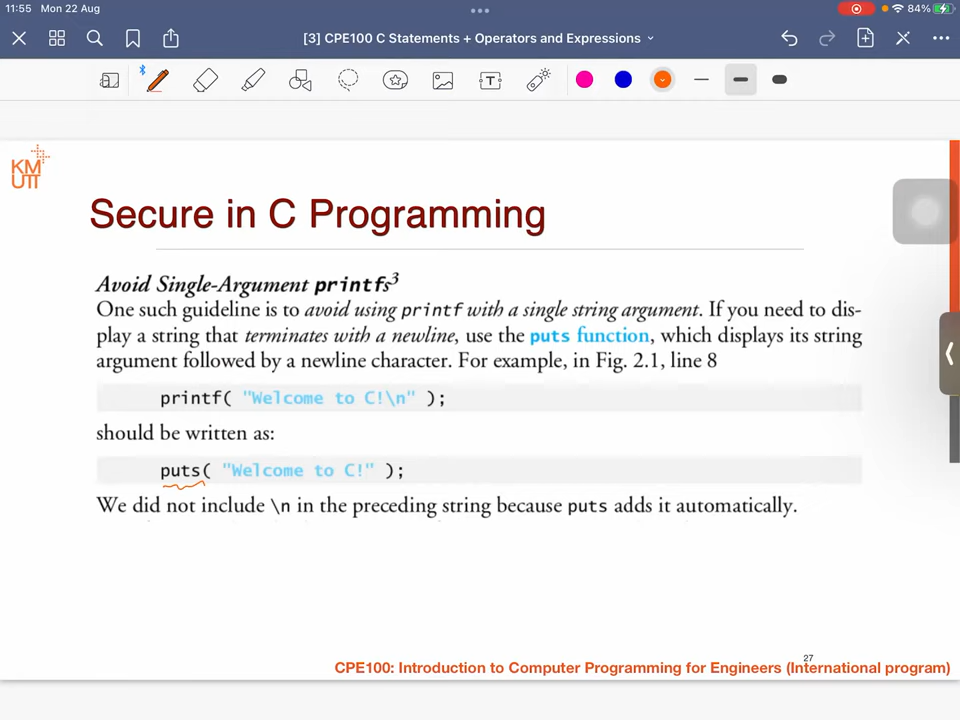 11:55 Mon 22 Aug 84%
[3] CPE100 C Statements + Operators and Expressions
T
KM
UTT
Secure in C Programming
Avoid Single-Argument printfs3
One such guideline is to avoid using printf with a single string argument. If you need to dis-
play a string that terminates with a newline, use the puts function, which displays its string
argument followed by a newline character. For example, in Fig. 2.1, line 8
printf( "Welcome to C!\n" );
should be written as:
puts( "Welcome to C!" );
We did not include \n in the preceding string because puts adds it automatically.
27
CPE100: Introduction to Computer Programming for Engineers (International program)